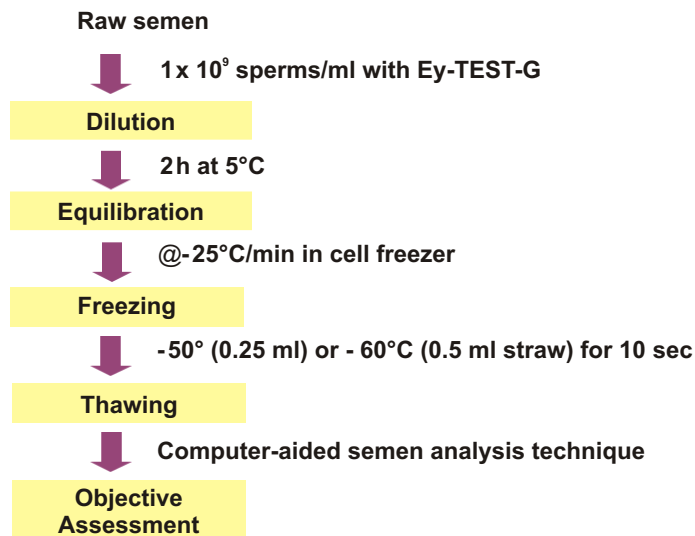 Raw semen
1 x 10⁹ sperms/ml with Ey-TEST-G
Dilution
2h at 5°C
Equilibration
@-25°C/min in cell freezer
Freezing
-50° (0.25 ml) or - 60°C (0.5 ml straw) for 10 sec
Thawing
Computer-aided semen analysis technique
Objective
Assessment